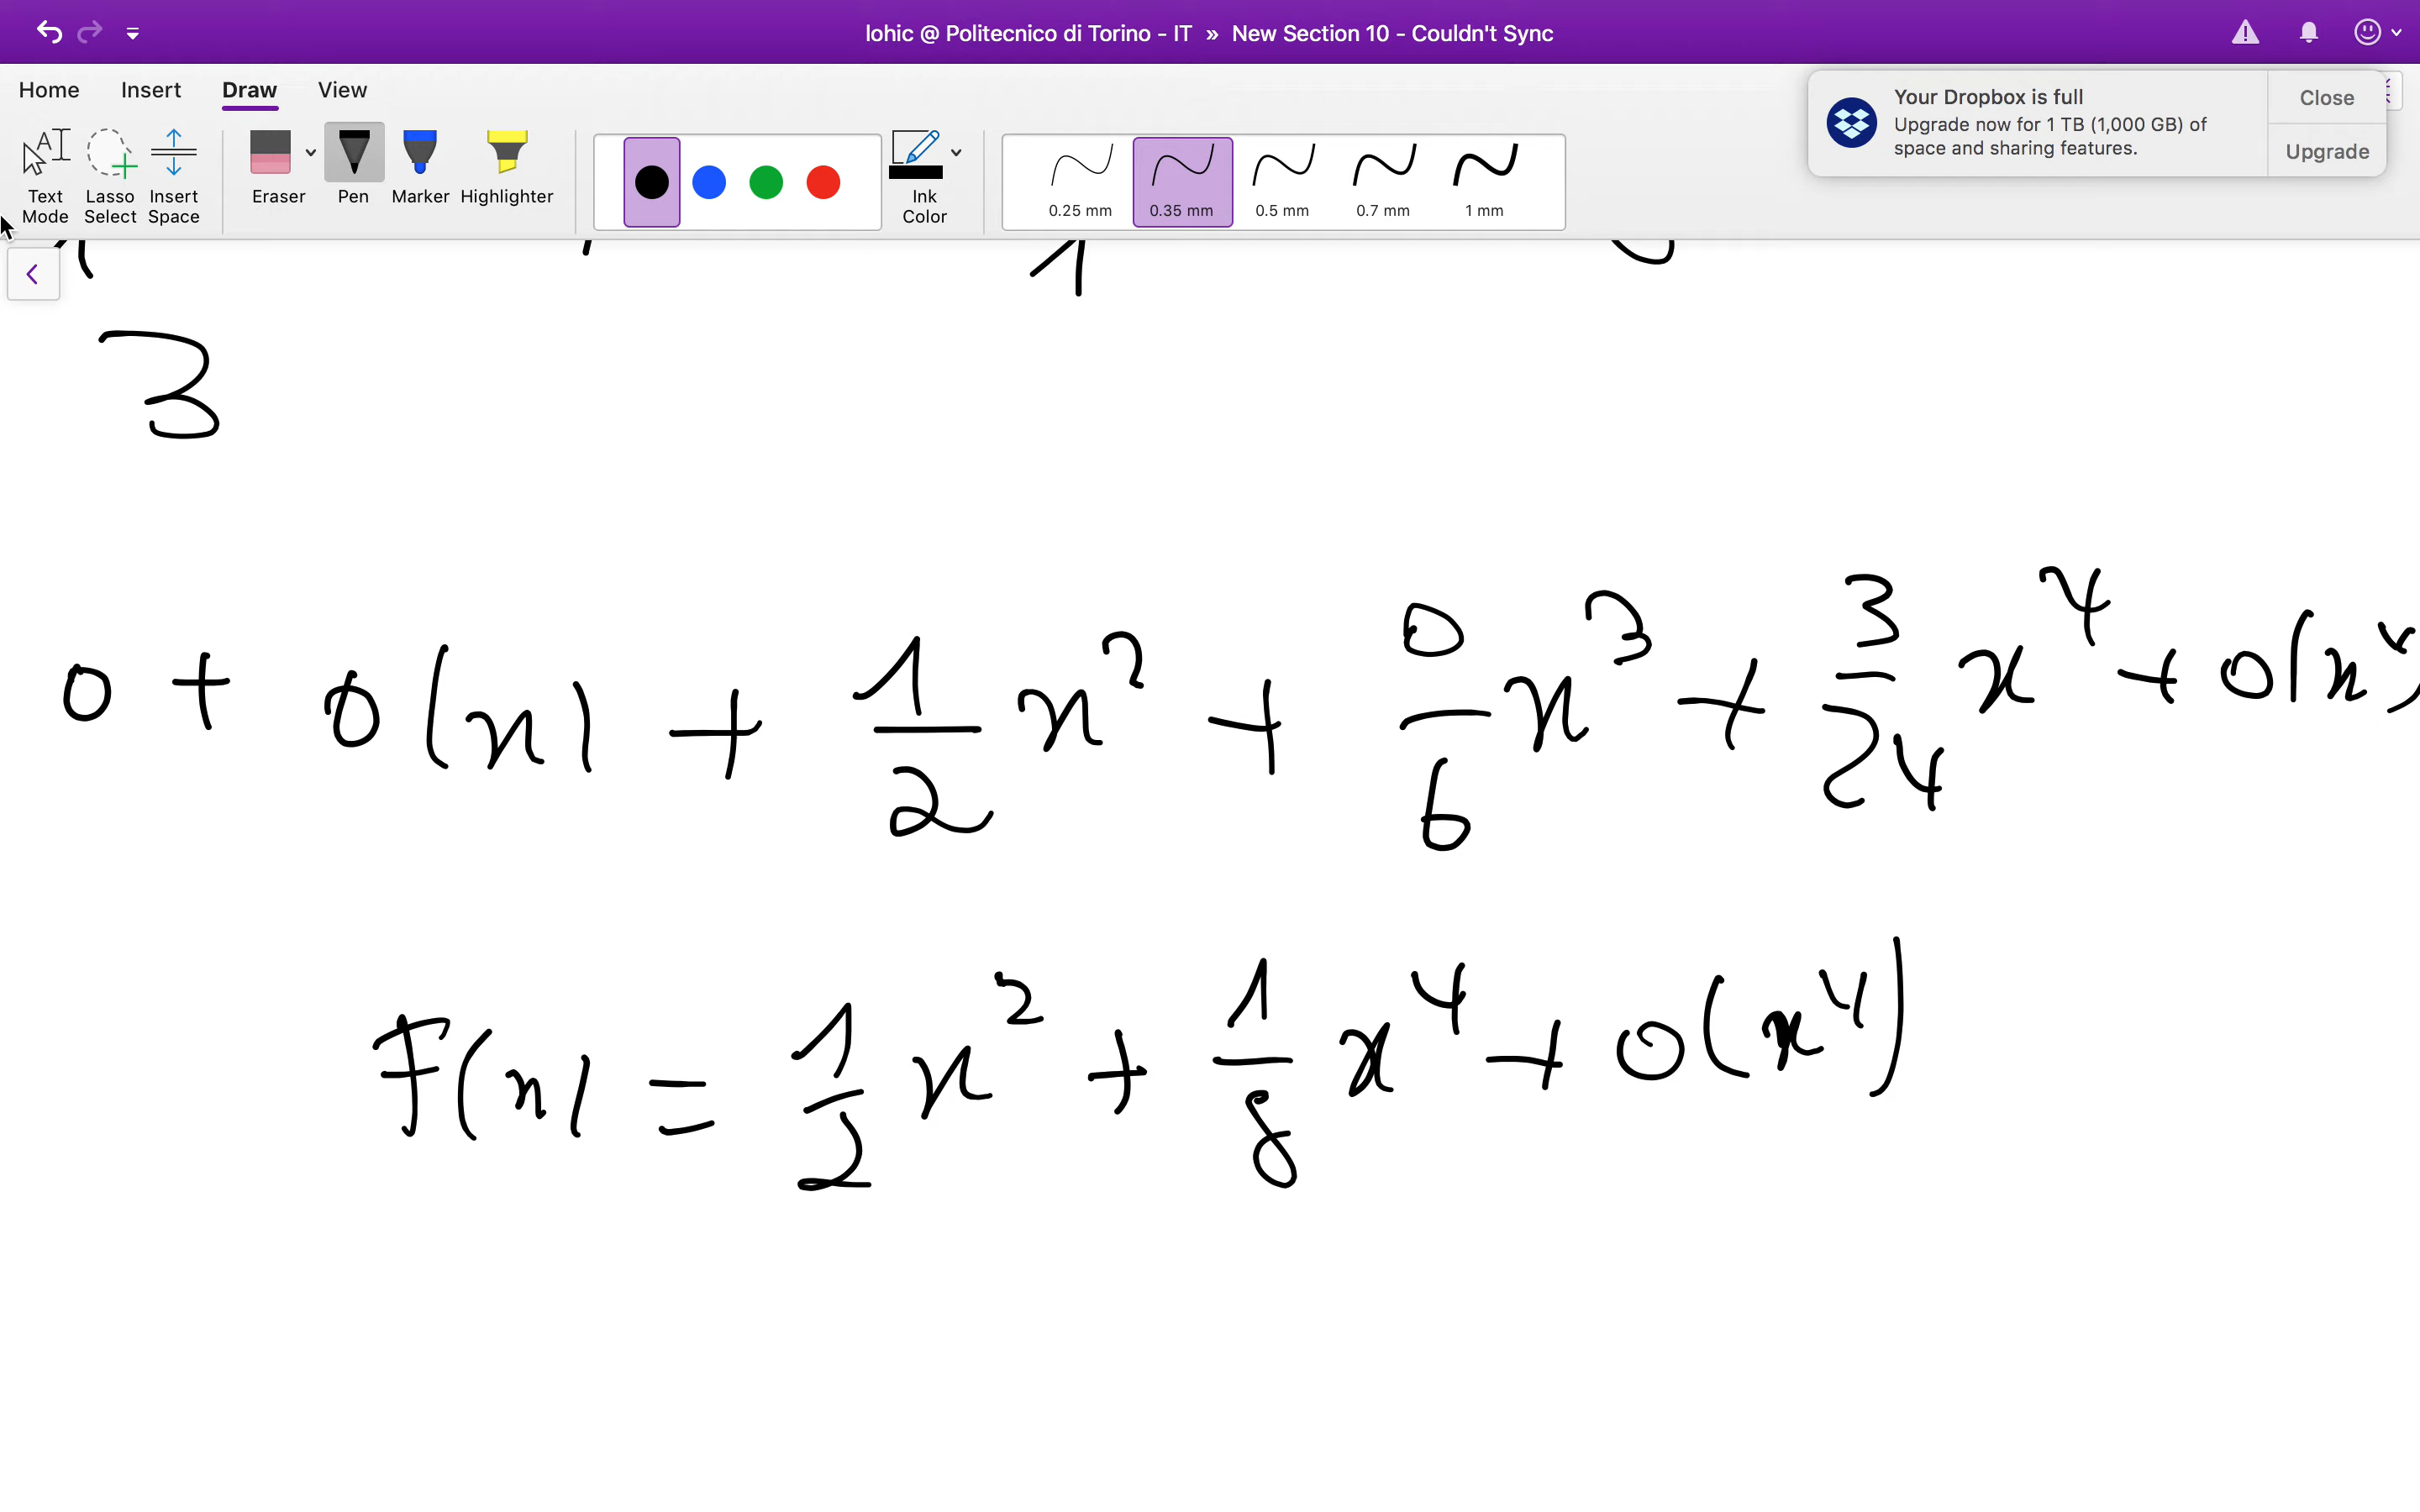 lohic @ Politecnico di Torino - IT » New Section 10 - Couldn't Sync
Home Insert Draw View
Text Mode
Lasso Select
Insert Space
Eraser
Pen
Marker
Highlighter
Ink Color
0.25 mm
0.35 mm
0.5 mm
0.7 mm
1 mm
Your Dropbox is full
Upgrade now for 1 TB (1,000 GB) of
space and sharing features.
Close
Upgrade
3
0 + 0(x) + 1/2 x² + 0/6 x³ + 3/24 x⁴ + o(x⁴)
F(x) = 1/2 x² + 1/8 x⁴ + o(x⁴)